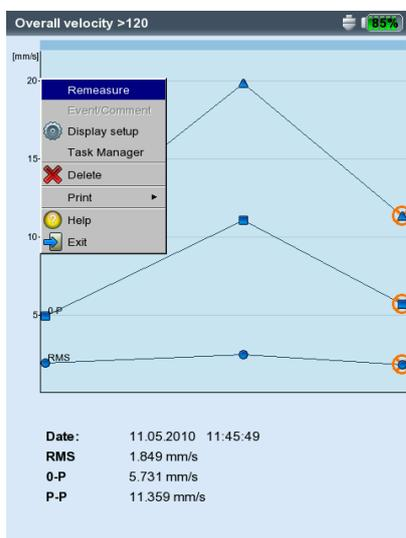 Overall velocity >120
85%
[mm/s]
20
15
10
5
Remeasure
Event/Comment
Display setup
Task Manager
Delete
Print
Help
Exit
0-P
RMS
Date: 11.05.2010 11:45:49
RMS 1.849 mm/s
0-P 5.731 mm/s
P-P 11.359 mm/s